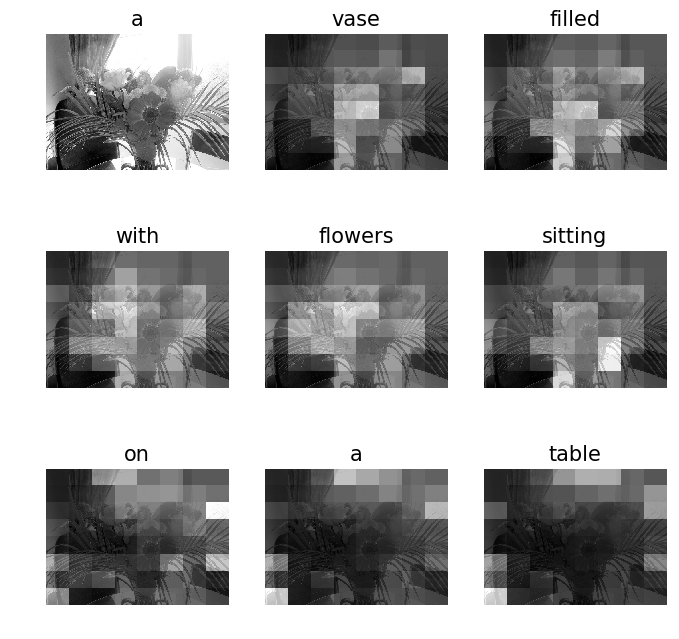 a vase filled
with flowers sitting
on a table